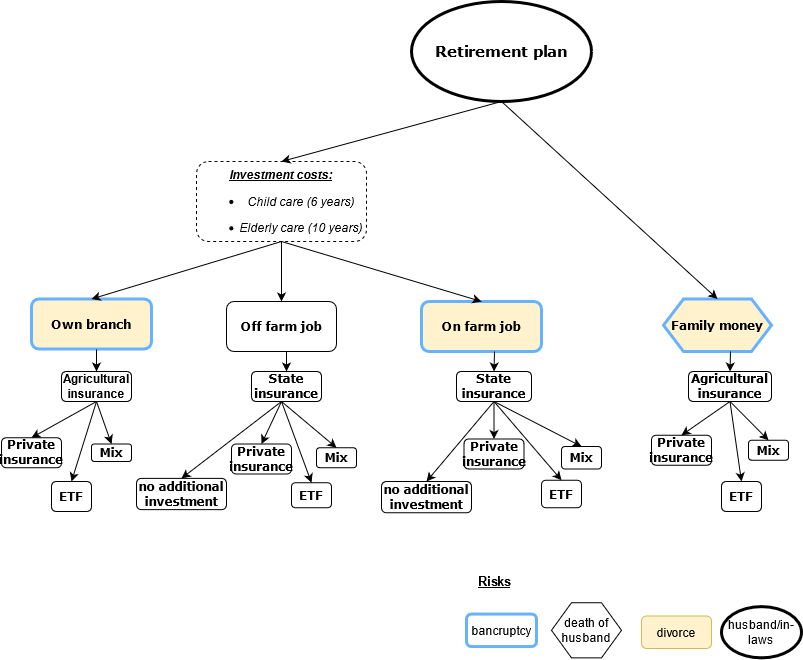 Retirement plan
Investment costs:
• Child care (6 years)
• Elderly care (10 years)
Own branch
Off farm job
On farm job
Family money
Agricultural
insurance
State
insurance
State
insurance
Agricultural
insurance
Private
insurance
Mix
ETF
no additional
investment
Private
insurance
Mix
ETF
no additional
investment
Private
insurance
Mix
ETF
Private
insurance
Mix
ETF
Risks
bancruptcy
death of
husband
divorce
husband/in-
laws